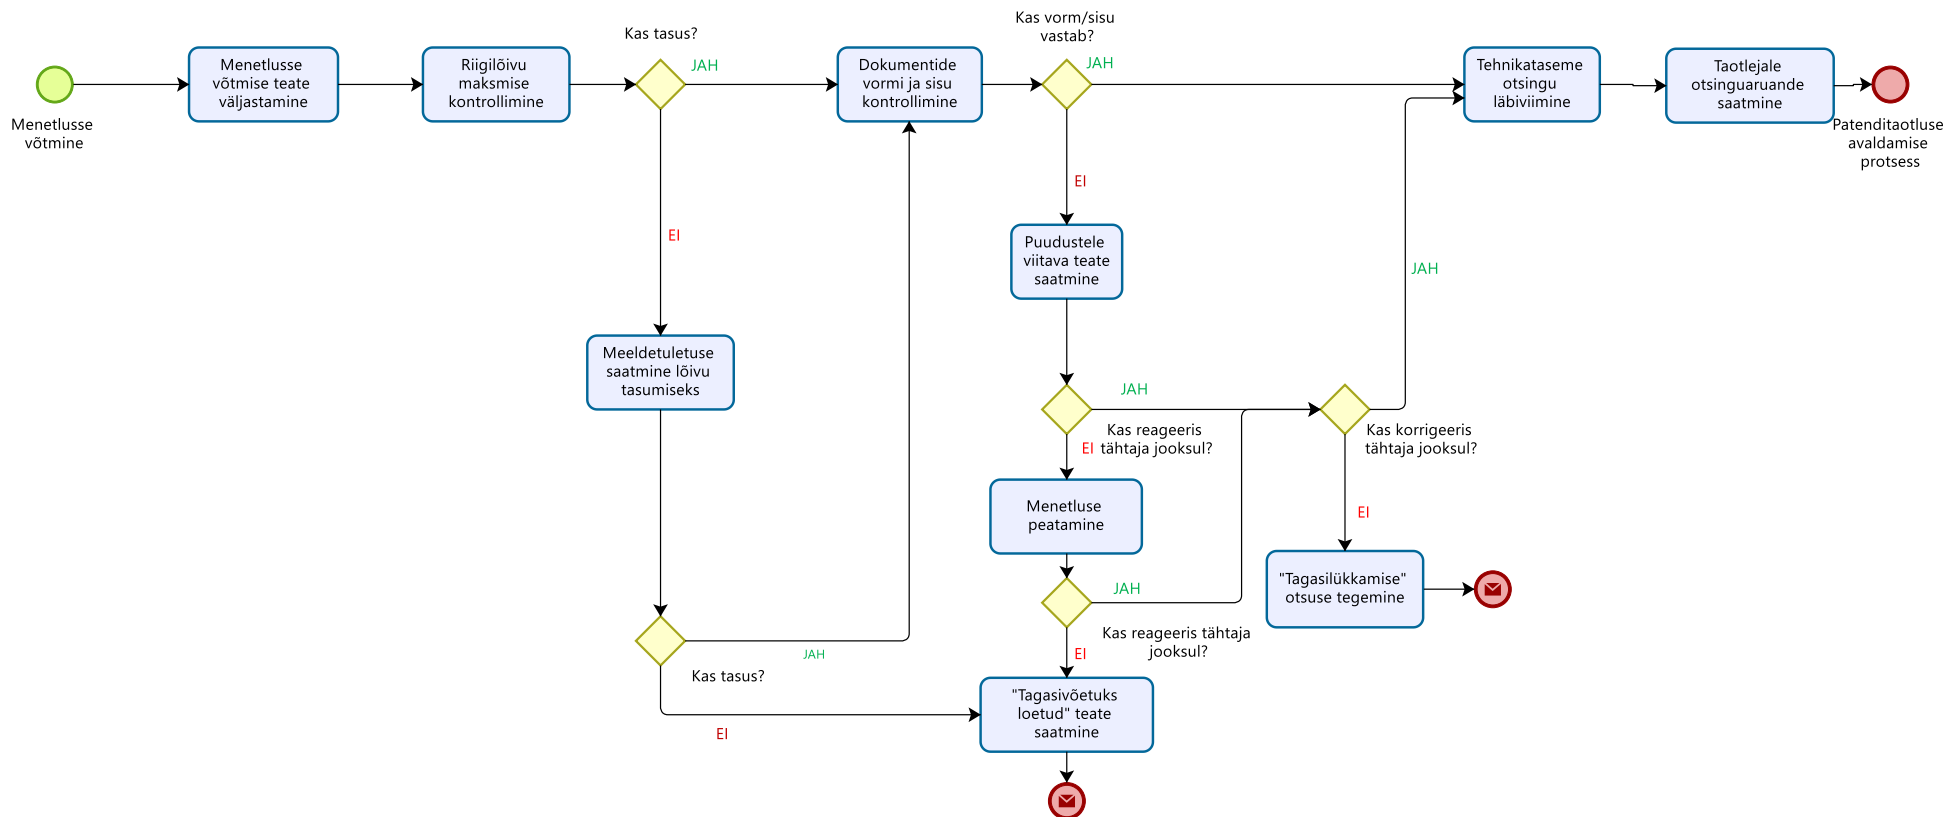 Menetlusse
võtmine
Menetlusse
võtmise teate
väljastamine
Riigilõivu
maksmise
kontrollimine
Kas tasus?
JAH
EI
Dokumentide
vormi ja sisu
kontrollimine
Kas vorm/sisu
vastab?
JAH
EI
Tehnikataseme
otsingu
läbiviimine
Taotlejale
otsinguaruande
saatmine
Patenditaotluse
avaldamise
protsess
Puudustele
viitava teate
saatmine
JAH
Meeldetuletuse
saatmine lõivu
tasumiseks
JAH
Kas reageeris
tähtaja jooksul?
EI
Kas korrigeeris
tähtaja jooksul?
Menetluse
peatamine
EI
JAH
"Tagasilükkamise"
otsuse tegemine
Kas reageeris tähtaja
jooksul?
EI
JAH
Kas tasus?
EI
"Tagasivõetuks
loetud" teate
saatmine